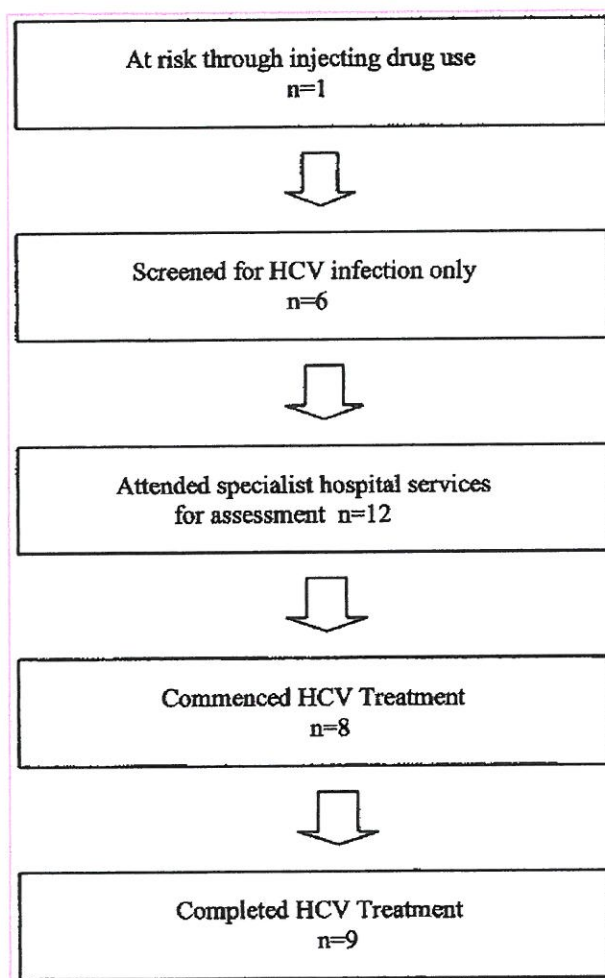 At risk through injecting drug use
n=1
Screened for HCV infection only
n=6
Attended specialist hospital services
for assessment n=12
Commenced HCV Treatment
n=8
Completed HCV Treatment
n=9